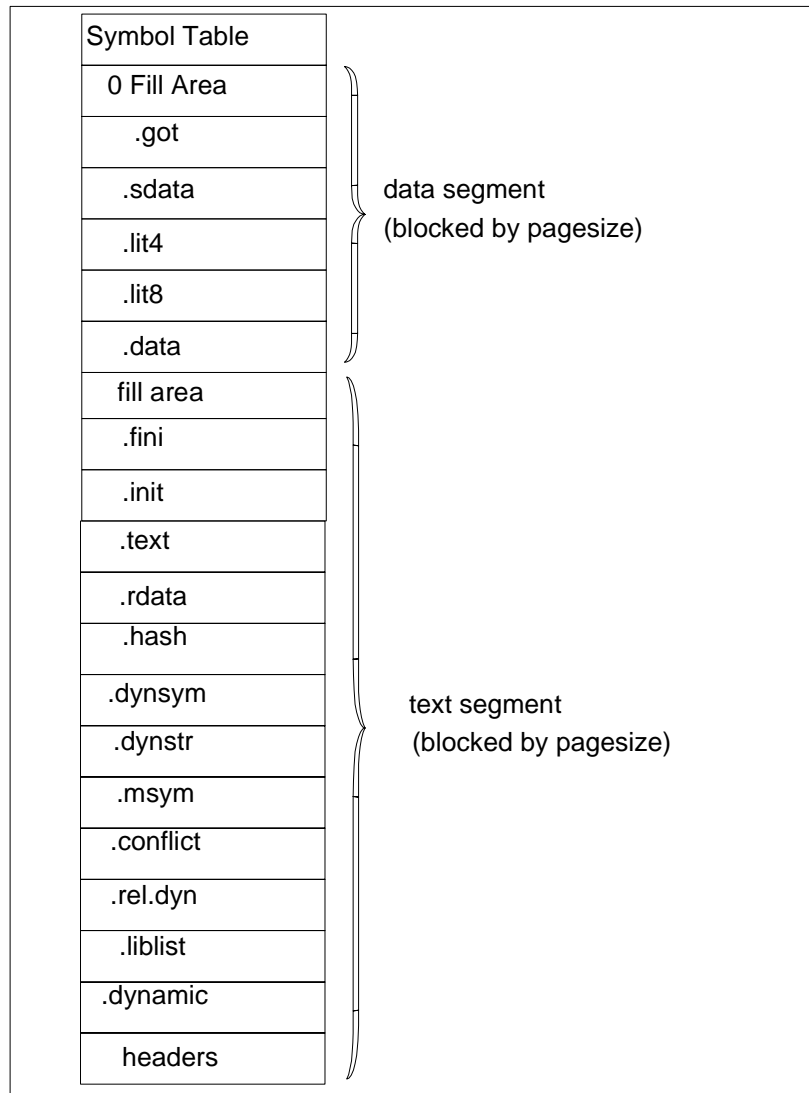 Symbol Table
0 Fill Area
.got
.sdata
.lit4
.lit8
.data
data segment
(blocked by pagesize)
fill area
.fini
.init
.text
.rdata
.hash
.dynsym
.dynstr
.msym
.conflict
.rel.dyn
.liblist
.dynamic
headers
text segment
(blocked by pagesize)